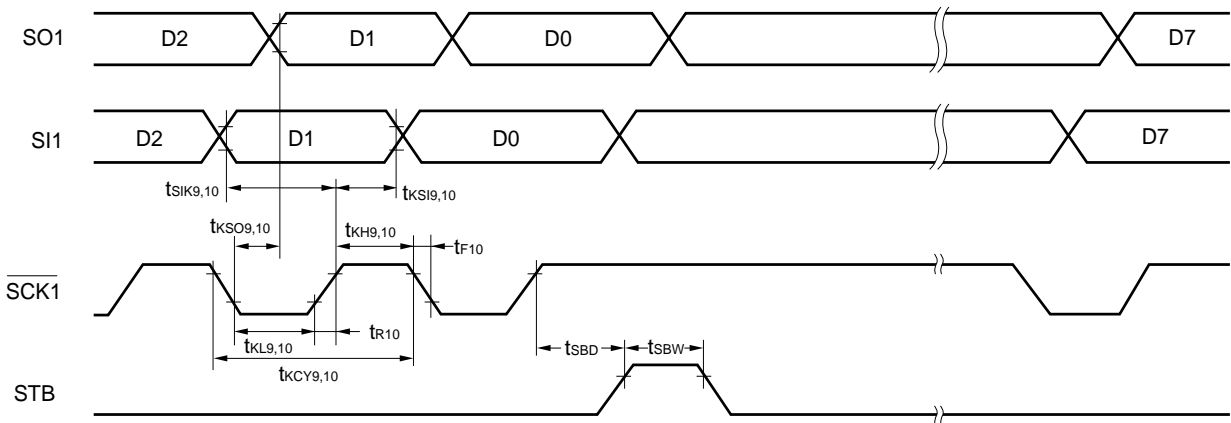 SO1 D2 D1 D0 D7
SI1 D2 D1 D0 D7
tSIK9,10 tKSI9,10
tKSO9,10 tKH9,10 tF10
SCK1
tKL9,10 tR10 tSBD tSBW
tKCY9,10
STB